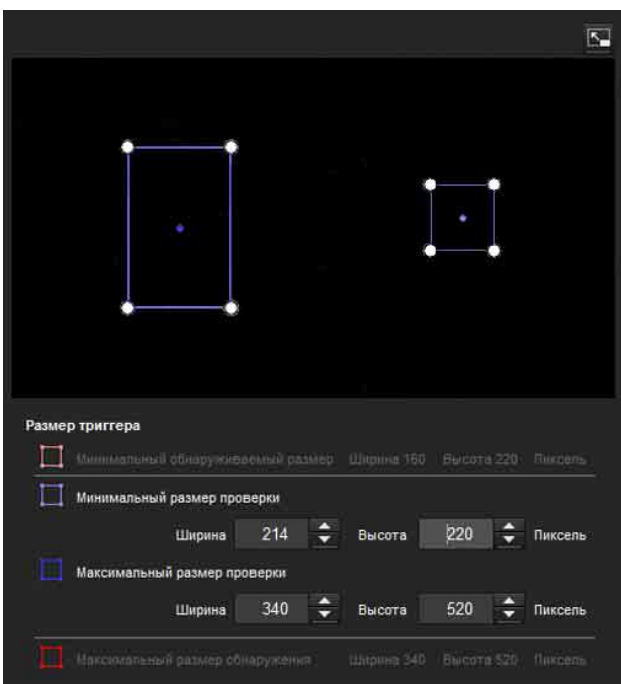 Размер триггера
Минимальный обнаруживаемый размер Ширина 160 Высота 220 Пиксель
Минимальный размер проверки
Ширина 214 Высота 220 Пиксель
Максимальный размер проверки
Ширина 340 Высота 520 Пиксель
Максимальный размер обнаружения Ширина 340 Высота 520 Пиксель